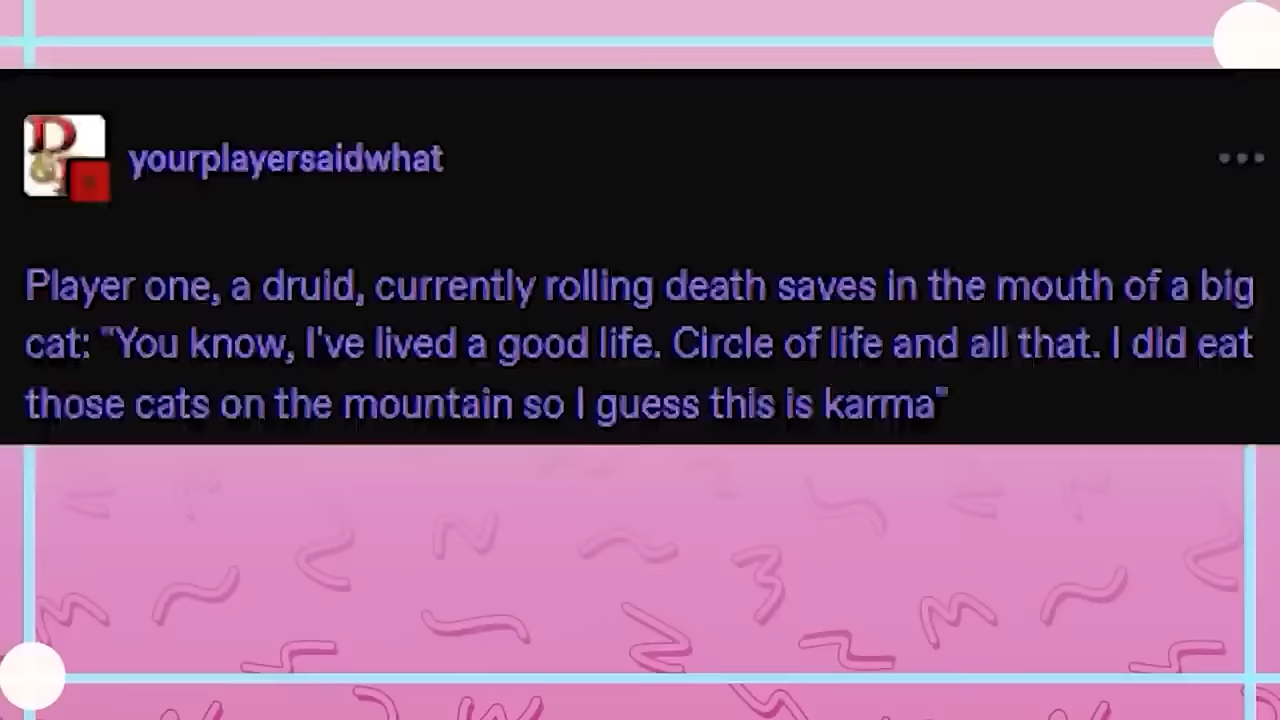 yourplayersaidwhat
Player one, a druid, currently rolling death saves in the mouth of a big
cat: "You know, I've lived a good life. Circle of life and all that. I did eat
those cats on the mountain so I guess this is karma"